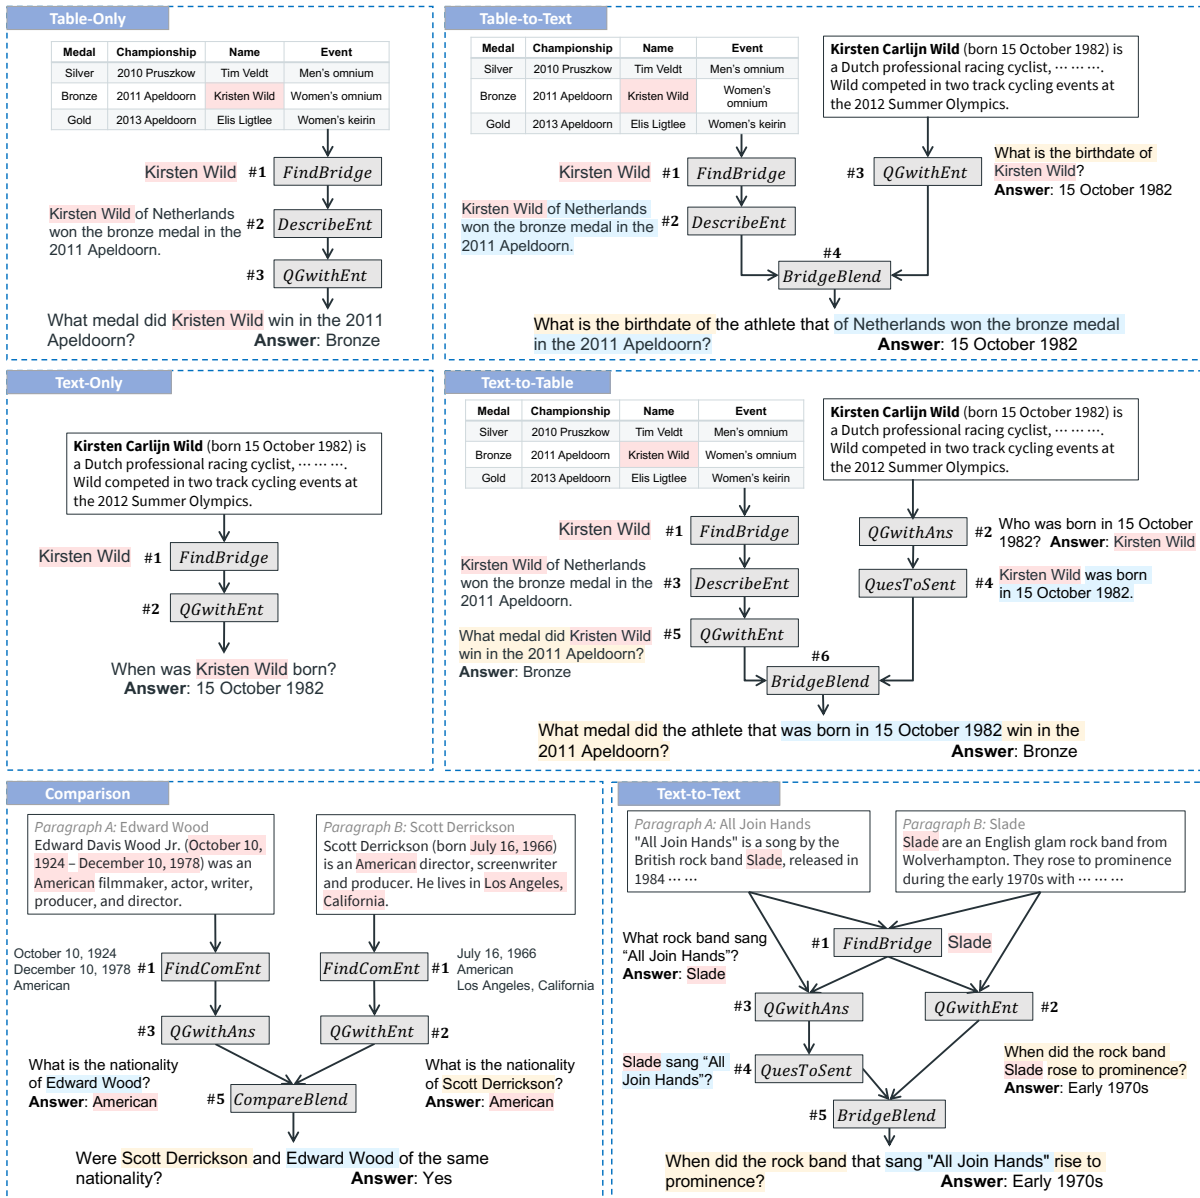 Table-Only
Medal Championship Name Event
Silver 2010 Pruszkow Tim Veldt Men's omnium
Bronze 2011 Apeldoorn Kristen Wild Women's omnium
Gold 2013 Apeldoorn Elis Ligtlee Women's keirin
Kirsten Wild #1 FindBridge
Kirsten Wild of Netherlands
won the bronze medal in the
2011 Apeldoorn.
#2 DescribeEnt
#3 QGwithEnt
What medal did Kristen Wild win in the 2011
Apeldoorn? Answer: Bronze
Table-to-Text
Medal Championship Name Event
Silver 2010 Pruszkow Tim Veldt Men's omnium
Bronze 2011 Apeldoorn Kristen Wild Women's
omnium
Gold 2013 Apeldoorn Elis Ligtlee Women's keirin
Kirsten Carlijn Wild (born 15 October 1982) is
a Dutch professional racing cyclist, ⋯ ⋯ ⋯.
Wild competed in two track cycling events at
the 2012 Summer Olympics.
Kirsten Wild #1 FindBridge
Kirsten Wild of Netherlands
won the bronze medal in the
2011 Apeldoorn.
#2 DescribeEnt
#3 QGwithEnt
What is the birthdate of
Kirsten Wild?
Answer: 15 October 1982
#4
BridgeBlend
What is the birthdate of the athlete that of Netherlands won the bronze medal
in the 2011 Apeldoorn? Answer: 15 October 1982
Text-Only
Kirsten Carlijn Wild (born 15 October 1982) is
a Dutch professional racing cyclist, ⋯ ⋯ ⋯.
Wild competed in two track cycling events at
the 2012 Summer Olympics.
Kirsten Wild #1 FindBridge
#2 QGwithEnt
When was Kirsten Wild born?
Answer: 15 October 1982
Text-to-Table
Medal Championship Name Event
Silver 2010 Pruszkow Tim Veldt Men's omnium
Bronze 2011 Apeldoorn Kristen Wild Women's omnium
Gold 2013 Apeldoorn Elis Ligtlee Women's keirin
Kirsten Carlijn Wild (born 15 October 1982) is
a Dutch professional racing cyclist, ⋯ ⋯ ⋯.
Wild competed in two track cycling events at
the 2012 Summer Olympics.
Kirsten Wild #1 FindBridge
QGwithAns #2
Who was born in 15 October
1982? Answer: Kirsten Wild
Kirsten Wild of Netherlands
won the bronze medal in the
2011 Apeldoorn.
#3 DescribeEnt
QuesToSent #4
Kirsten Wild was born
in 15 October 1982.
What medal did Kristen Wild
win in the 2011 Apeldoorn?
Answer: Bronze
#5 QGwithEnt
#6
BridgeBlend
What medal did the athlete that was born in 15 October 1982 win in the
2011 Apeldoorn? Answer: Bronze
Comparison
Paragraph A: Edward Wood
Edward Davis Wood Jr. (October 10,
1924 – December 10, 1978) was an
American filmmaker, actor, writer,
producer, and director.
Paragraph B: Scott Derrickson
Scott Derrickson (born July 16, 1966)
is an American director, screenwriter
and producer. He lives in Los Angeles,
California.
October 10, 1924
December 10, 1978
American
#1 FindComEnt
FindComEnt #1
July 16, 1966
American
Los Angeles, California
#3 QGwithAns
QGwithEnt #2
What is the nationality
of Edward Wood?
Answer: American
What is the nationality
of Scott Derrickson?
Answer: American
#5 CompareBlend
Were Scott Derrickson and Edward Wood of the same
nationality? Answer: Yes
Text-to-Text
Paragraph A: All Join Hands
"All Join Hands" is a song by the
British rock band Slade, released in
1984 ⋯ ⋯
Paragraph B: Slade
Slade are an English glam rock band from
Wolverhampton. They rose to prominence
during the early 1970s with ⋯ ⋯ ⋯
#1 FindBridge Slade
What rock band sang
“All Join Hands”?
Answer: Slade
#3 QGwithAns
QGwithEnt #2
Slade sang “All
Join Hands”?
#4 QuesToSent
When did the rock band
Slade rose to prominence?
Answer: Early 1970s
#5 BridgeBlend
When did the rock band that sang "All Join Hands" rise to
prominence? Answer: Early 1970s